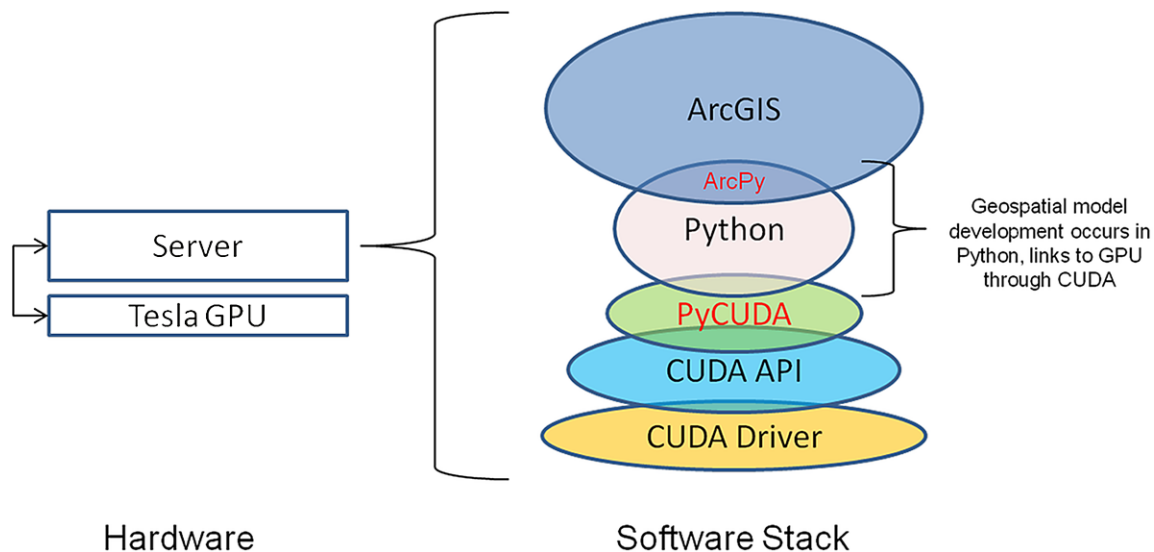 ArcGIS
ArcPy
Python
PyCUDA
CUDA API
CUDA Driver
Server
Tesla GPU
Geospatial model
development occurs in
Python, links to GPU
through CUDA
Hardware
Software Stack